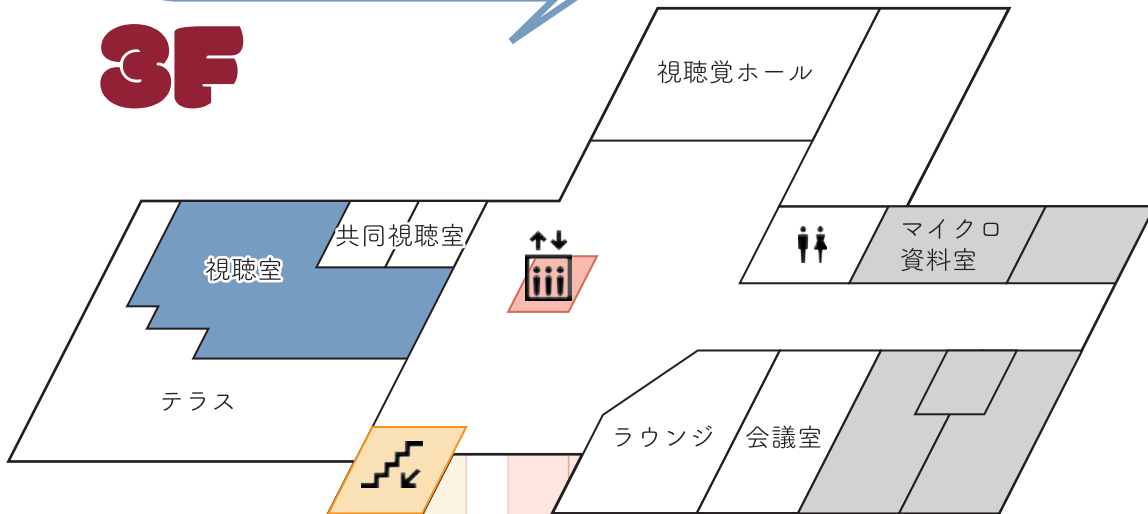 3F
視聴覚ホール
共同視聴室
マイクロ
資料室
視聴室
テラス
ラウンジ
会議室